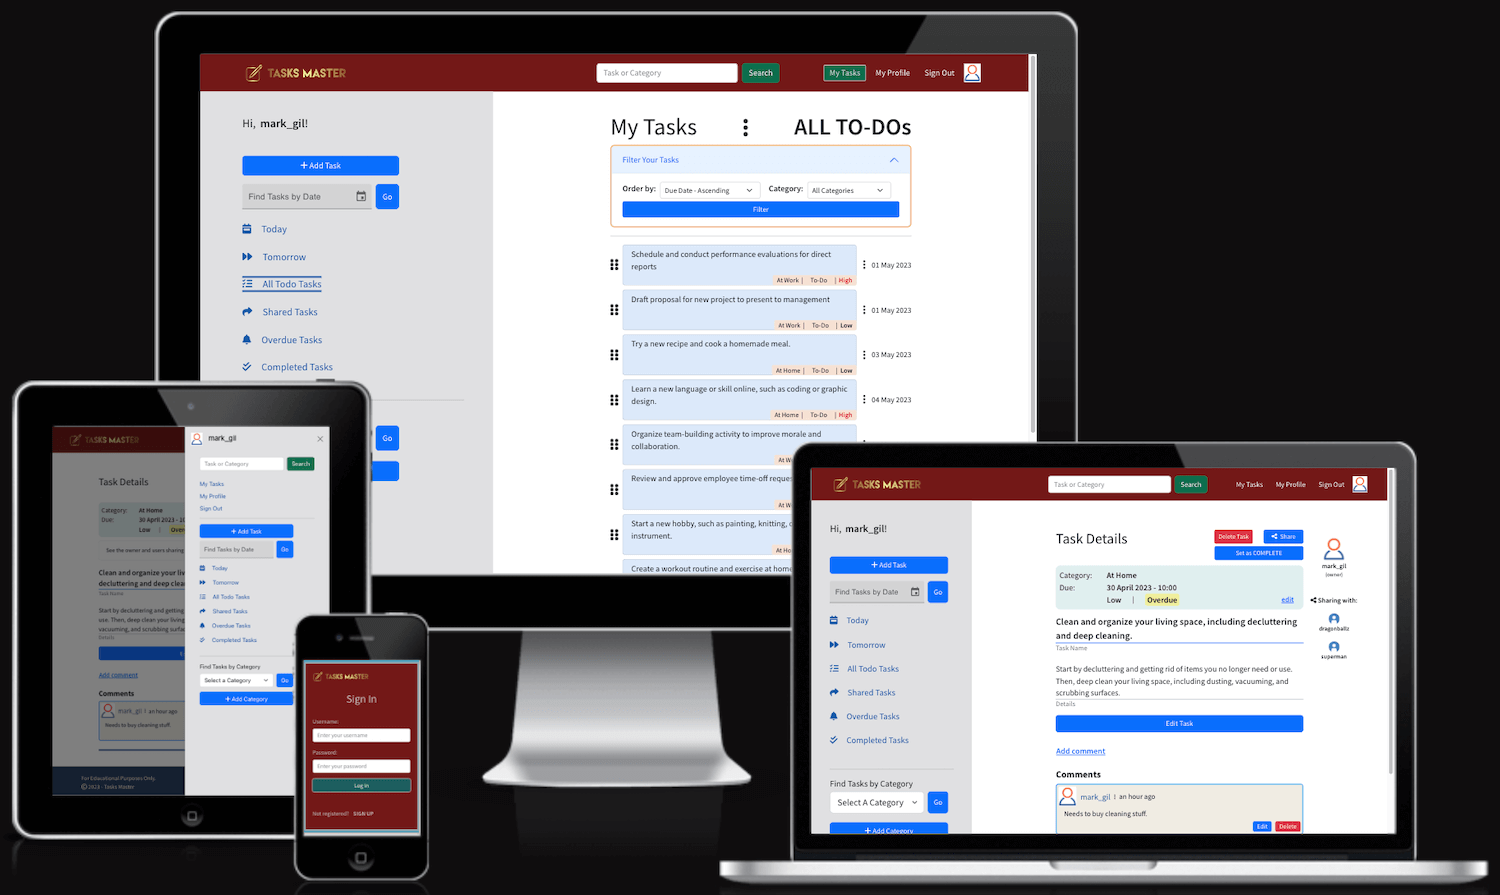 TASKS MASTER
Task or Category
Search
My Tasks
My Profile
Sign Out
Hi, mark_gil!
+ Add Task
Find Tasks by Date
Go
Today
Tomorrow
All Todo Tasks
Shared Tasks
Overdue Tasks
Completed Tasks
Go
My Tasks
ALL TO-DOs
Filter Your Tasks
Order by:
Due Date - Ascending
Category:
All Categories
Filter
Schedule and conduct performance evaluations for direct
reports
At Work | To-Do | High
01 May 2023
Draft proposal for new project to present to management
At Work | To-Do | Low
01 May 2023
Try a new recipe and cook a homemade meal.
At Home | To-Do | Low
03 May 2023
Learn a new language or skill online, such as coding or graphic
design.
At Home | To-Do | High
04 May 2023
Organize team-building activity to improve morale and
collaboration.
At W
Review and approve employee time-off reque
At W
Start a new hobby, such as painting, knitting,
instrument.
At Ho
Create a workout routine and exercise at hom
TASKS MASTER
Task Details
Category: At Home
Due: 30 April 2023 - 10:
Low | Over
See the owner and users sharing
Clean and organize your livi
decluttering and deep clea
Task Name
Start by decluttering and getting
use. Then, deep clean your living
vacuuming, and scrubbing surfac
Details
E
Add comment
Comments
mark_gil | an hour ago
Needs to buy cleaning stuff.
For Educational Purposes Only.
© 2023 - Tasks Master
mark_gil
Task or Category
Search
My Tasks
My Profile
Sign Out
+ Add Task
Find Tasks by Date
Go
Today
Tomorrow
All Todo Tasks
Shared Tasks
Overdue Tasks
Completed Tasks
Find Tasks by Category
Select a Category
Go
+ Add Category
TASKS MASTER
Sign In
Username:
Enter your username
Password:
Enter your password
Log In
Not registered? SIGN UP
TASKS MASTER
Task or Category
Search
My Tasks
My Profile
Sign Out
Hi, mark_gil!
+ Add Task
Find Tasks by Date
Go
Today
Tomorrow
All Todo Tasks
Shared Tasks
Overdue Tasks
Completed Tasks
Find Tasks by Category
Select A Category
Go
+ Add Category
Task Details
Delete Task
Share
Set as COMPLETE
mark_gil
(owner)
Category: At Home
Due: 30 April 2023 - 10:00
Low | Overdue
edit
Sharing with:
dragonballz
superman
Clean and organize your living space, including decluttering
and deep cleaning.
Task Name
Start by decluttering and getting rid of items you no longer need or use.
Then, deep clean your living space, including dusting, vacuuming, and
scrubbing surfaces.
Details
Edit Task
Add comment
Comments
mark_gil | an hour ago
Needs to buy cleaning stuff.
Edit
Delete